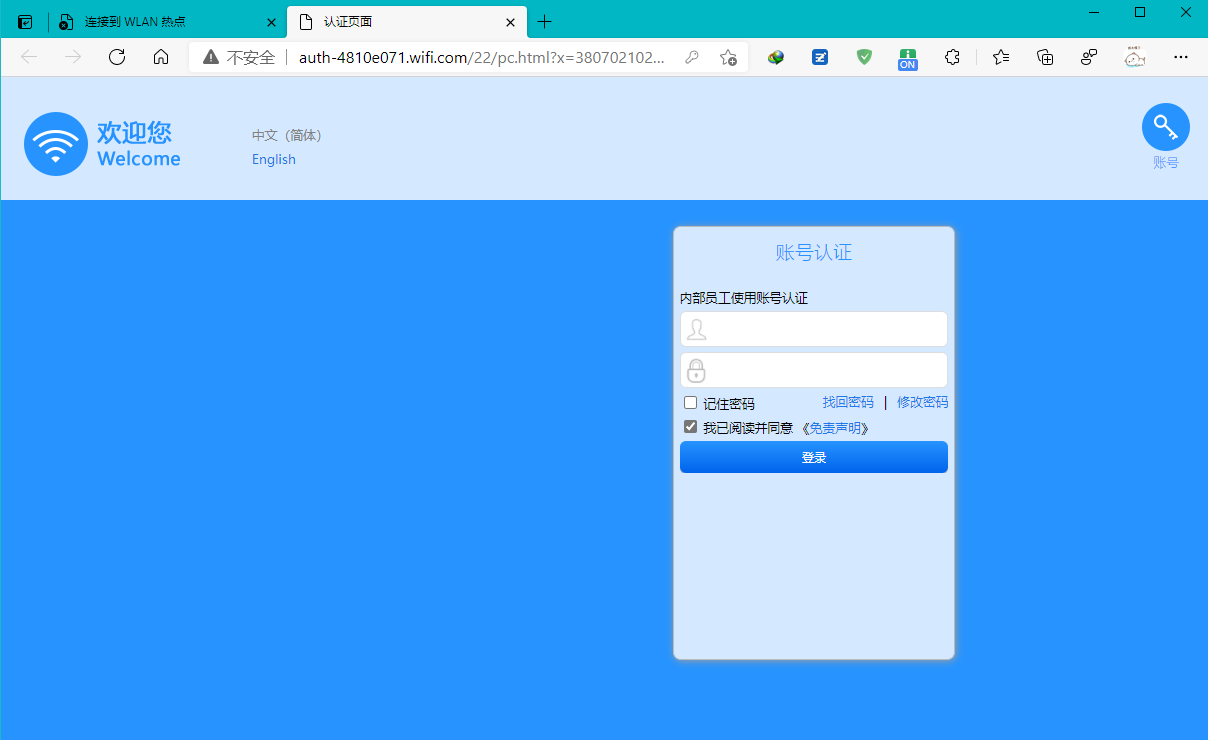 连接到 WLAN 热点
认证页面
不安全
auth-4810e071.wifi.com/22/pc.html?x=380702102...
ON
欢迎您
Welcome
中文（简体）
English
账号
账号认证
内部员工使用账号认证
记住密码 找回密码 | 修改密码
我已阅读并同意 《免责声明》
登录